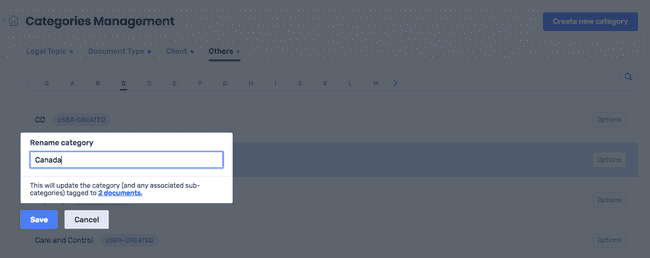 Categories Management
Create new category
Legal Topic
Document Type
Client
Others
A B C D E F G H I J K L M
CD USER-CREATED Options
Rename category
Canada
Options
This will update the category (and any associated sub-
categories) tagged to 2 documents.
Options
Save Cancel
Care and Control USER-CREATED Options